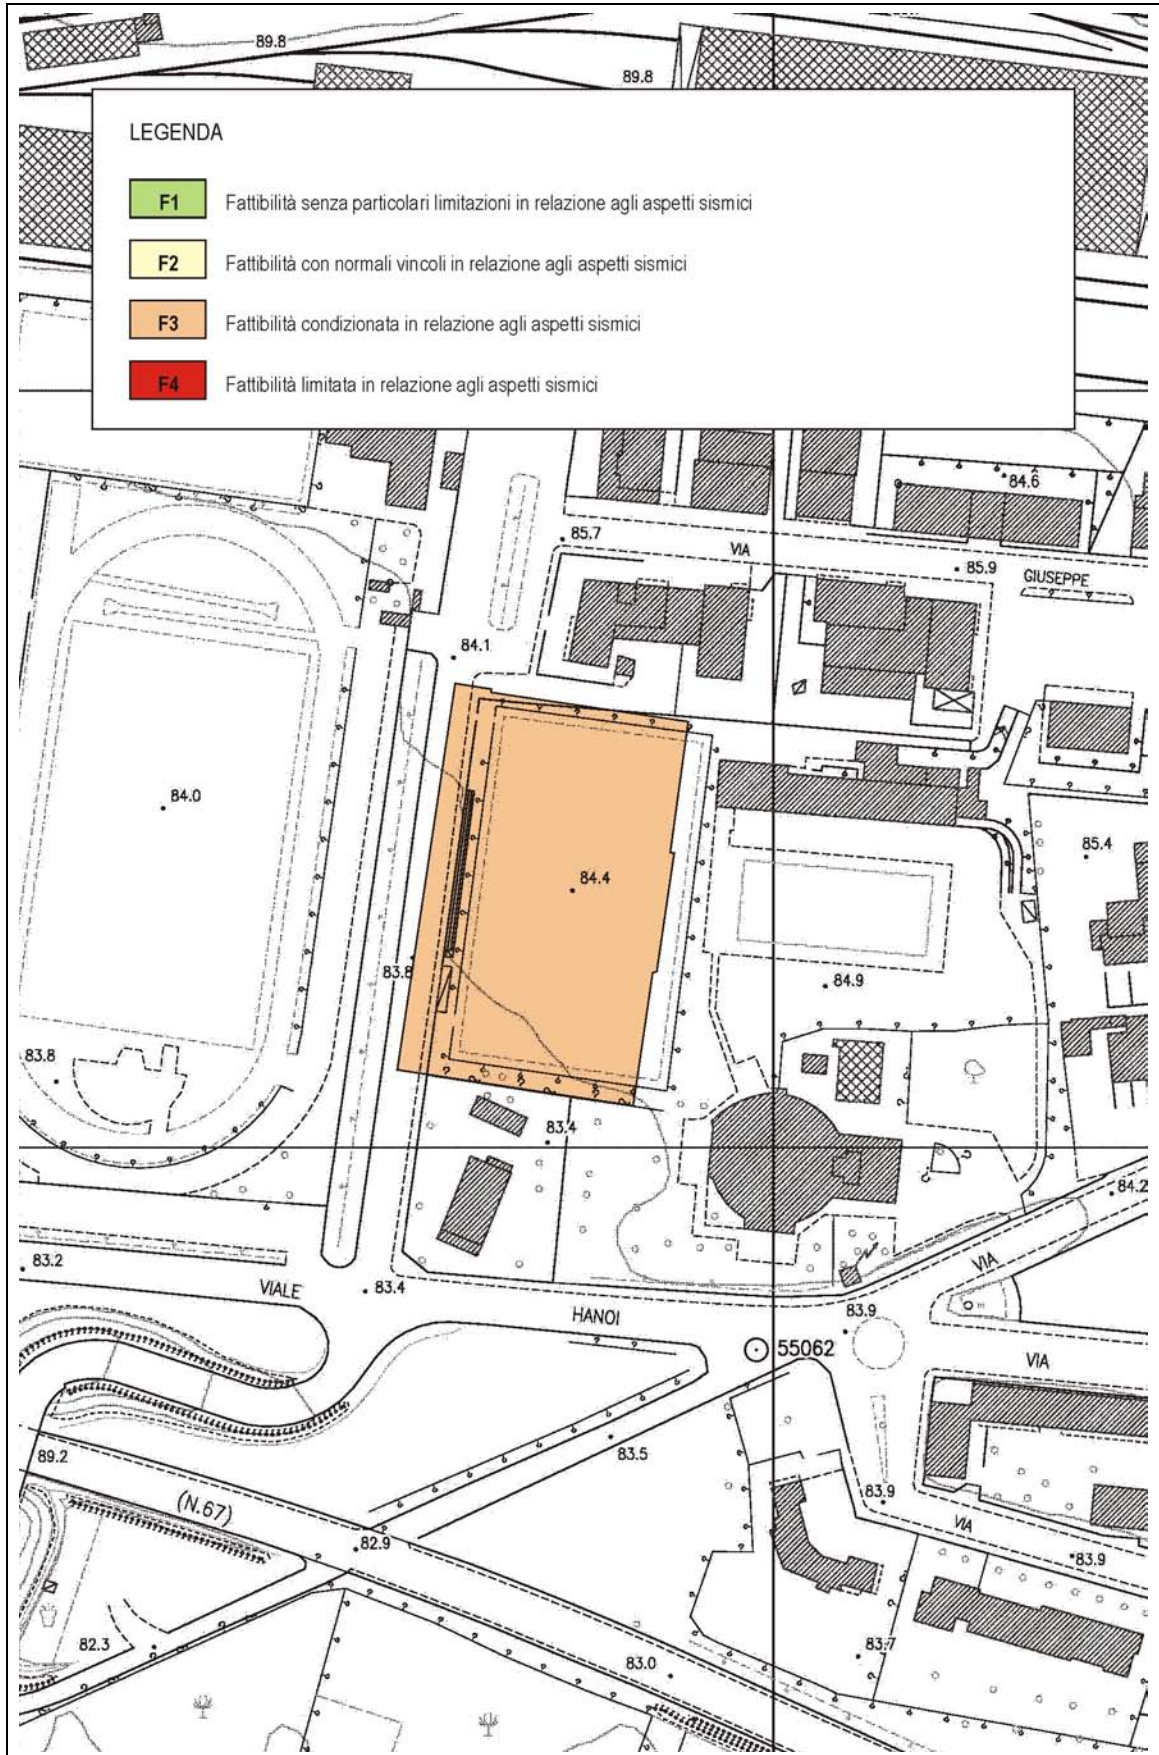 89.8
89.8
LEGENDA
F1 Fattibilità senza particolari limitazioni in relazione agli aspetti sismici
F2 Fattibilità con normali vincoli in relazione agli aspetti sismici
F3 Fattibilità condizionata in relazione agli aspetti sismici
F4 Fattibilità limitata in relazione agli aspetti sismici
84.6
85.7
VIA
85.9
GIUSEPPE
84.1
84.0
85.4
84.4
83.8
84.9
83.8
83.4
84.2
VIA
83.2
VIALE
83.4
HANOI
83.9
55062
VIA
83.5
89.2
(N.67)
83.9
VIA
82.9
83.9
82.3
83.7
83.0